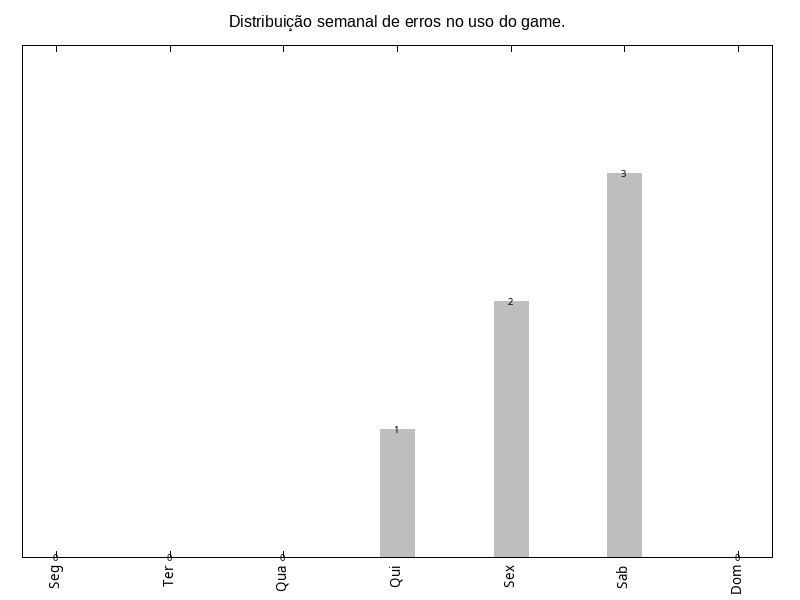 Distribuição semanal de erros no uso do game.
3
2
1
0 0 0 0
Seg Ter Qua Qui Sex Sab Dom